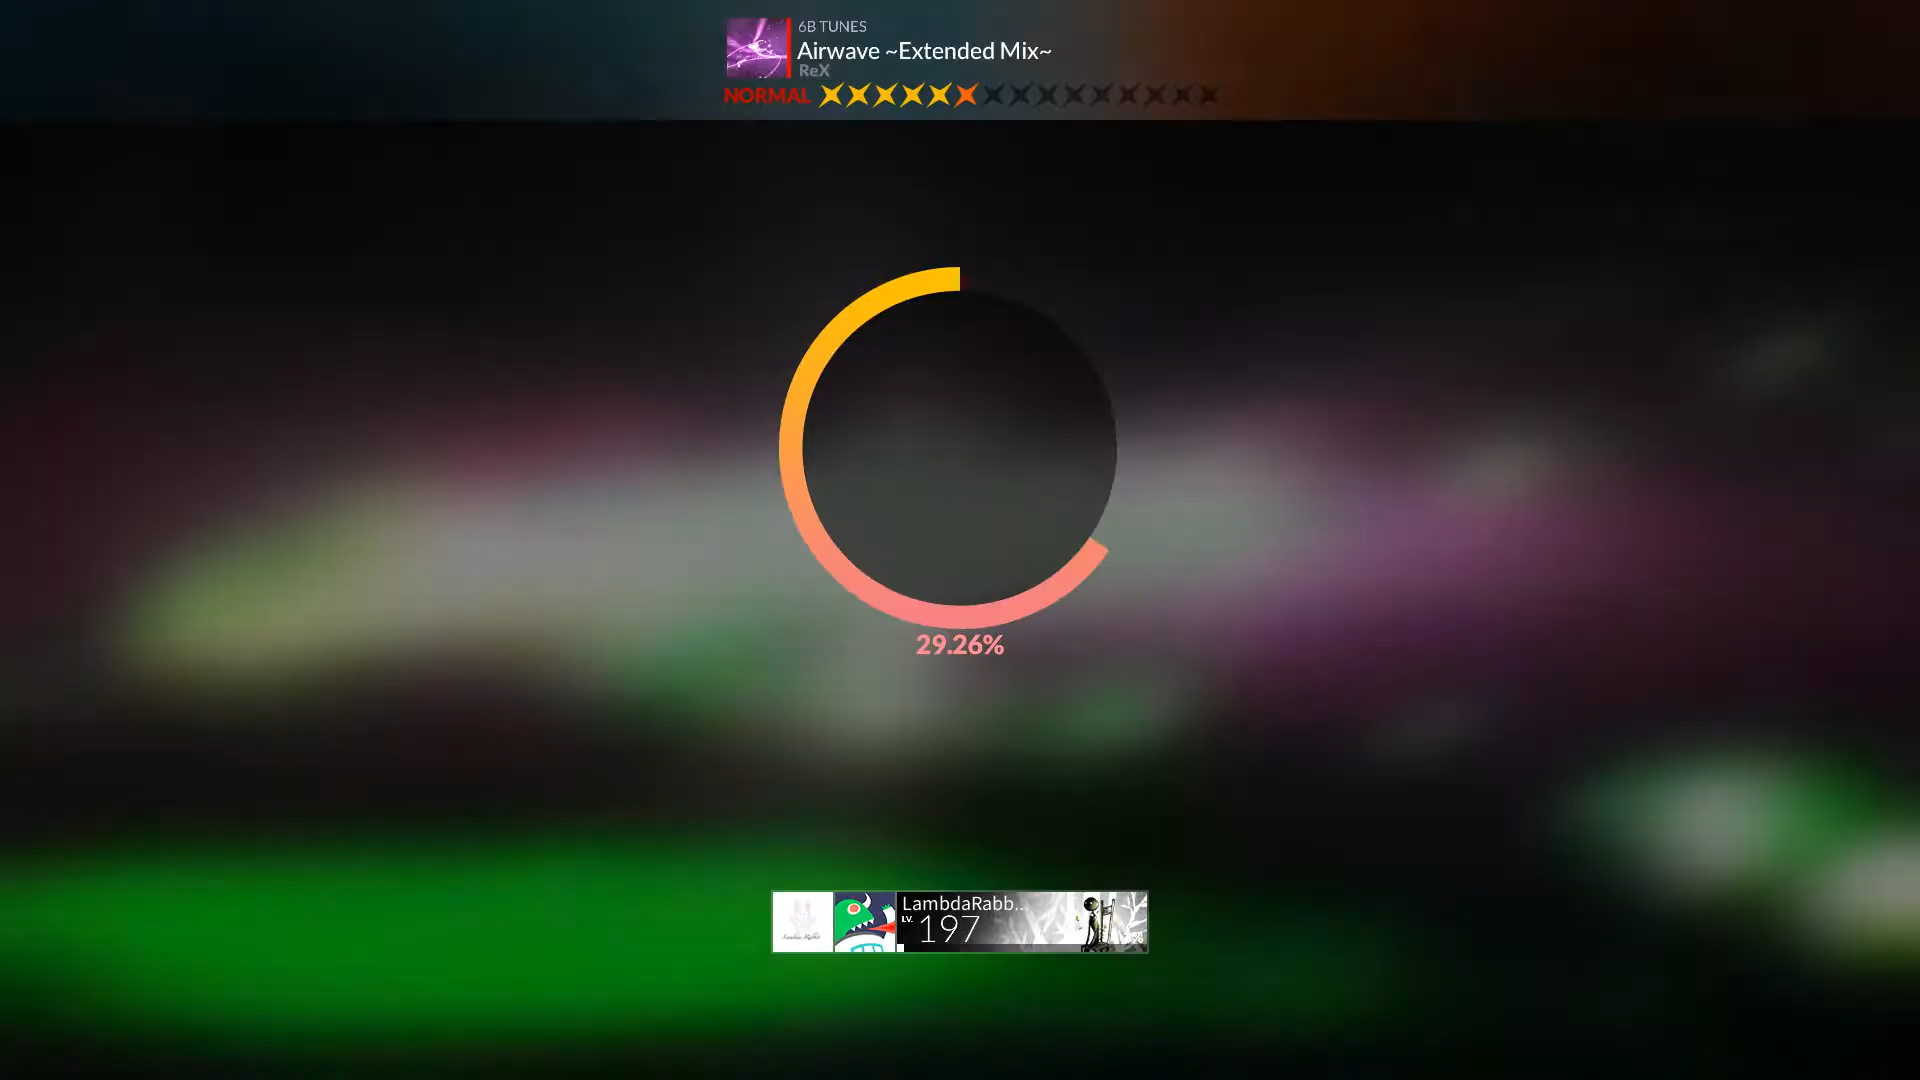 6B TUNES
Airwave ~Extended Mix~
ReX
NORMAL
29.26%
LambdaRabb..
LV. 197